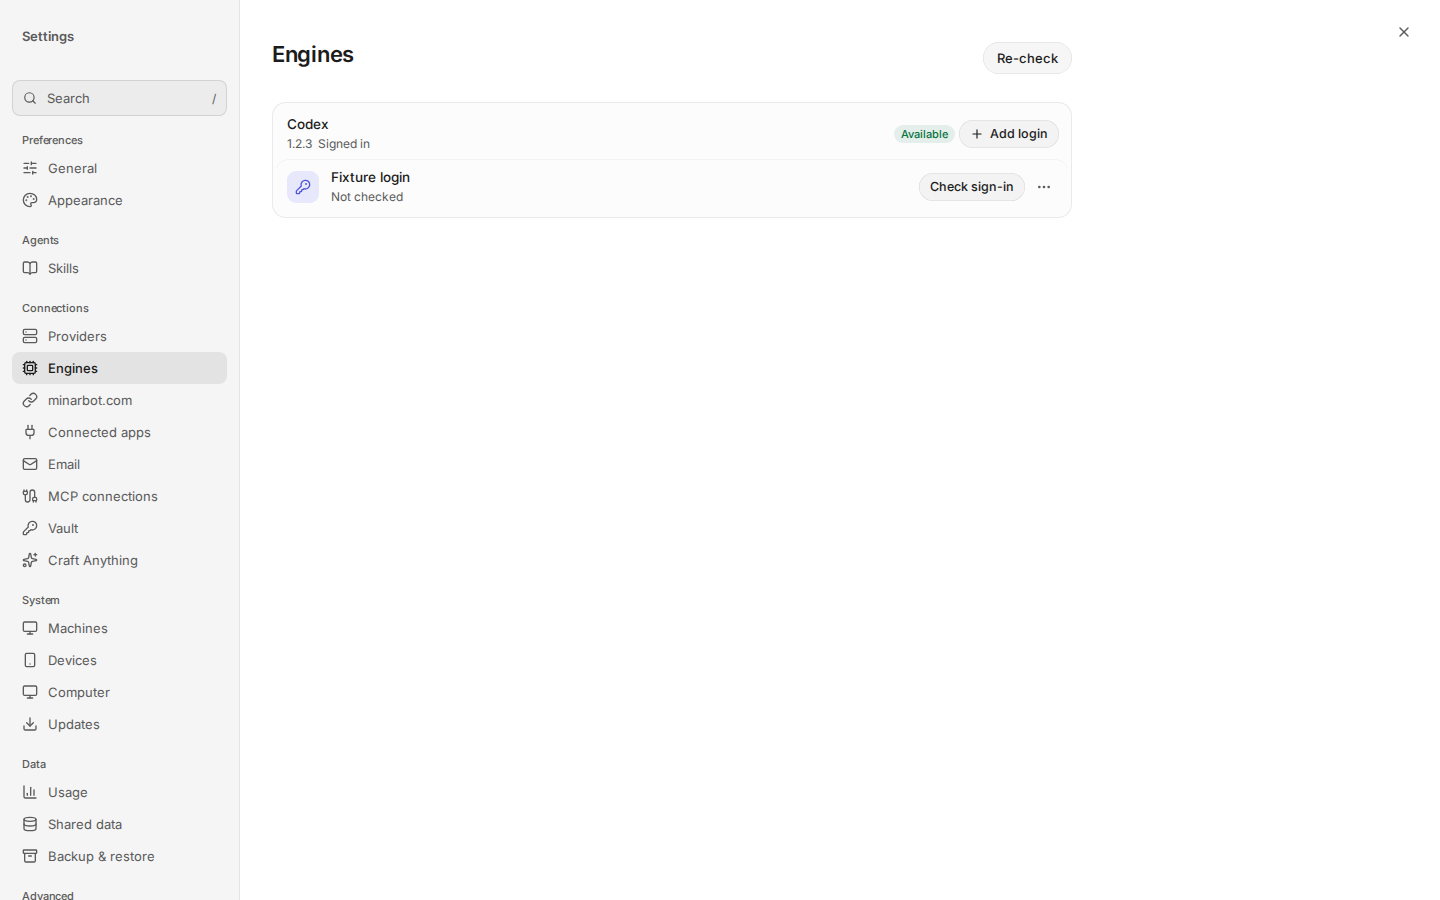 Settings
Search /
Preferences
General
Appearance
Agents
Skills
Connections
Providers
Engines
minarbot.com
Connected apps
Email
MCP connections
Vault
Craft Anything
System
Machines
Devices
Computer
Updates
Data
Usage
Shared data
Backup & restore
Advanced
Engines
Re-check
Codex
1.2.3 Signed in
Available
Add login
Fixture login
Not checked
Check sign-in